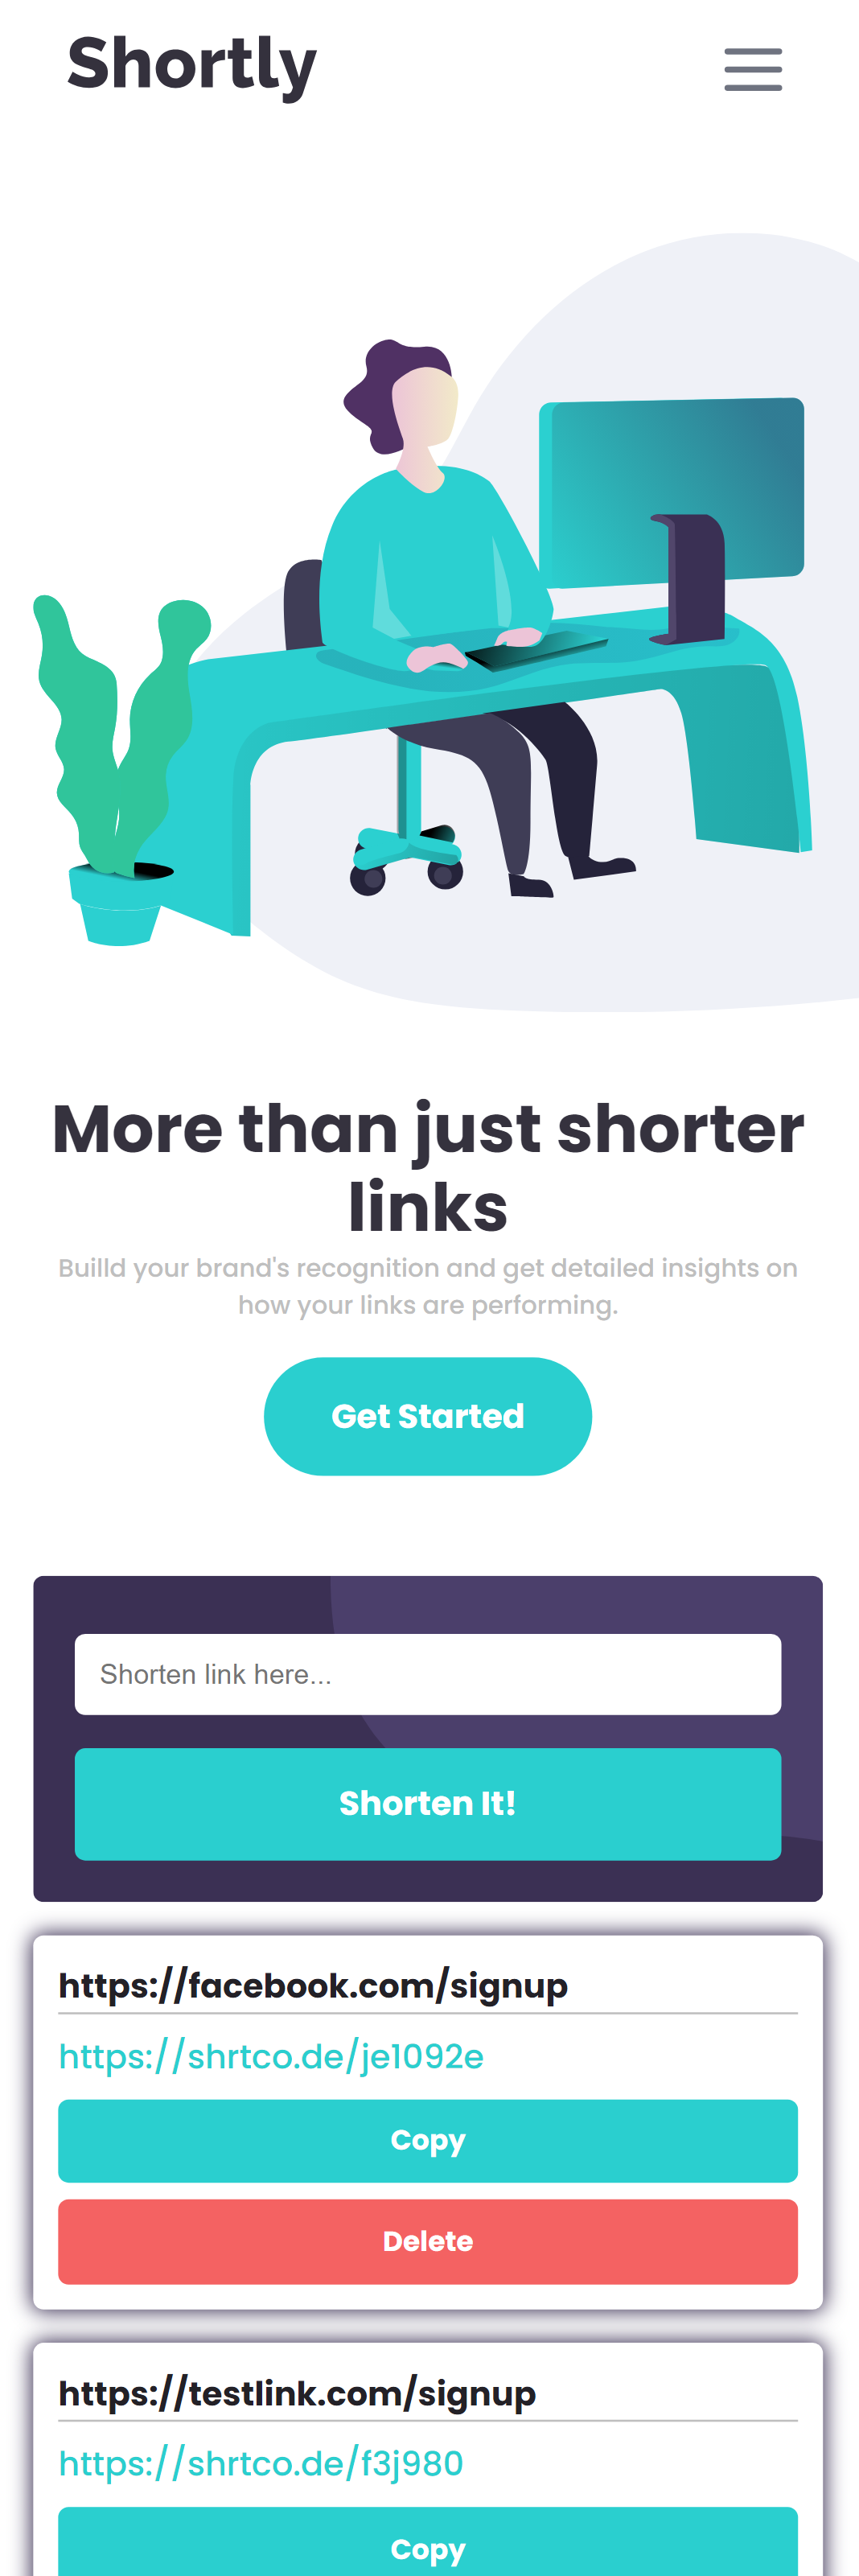 Shortly
More than just shorter
links
Builld your brand's recognition and get detailed insights on
how your links are performing.
Get Started
Shorten link here...
Shorten It!
https://facebook.com/signup
https://shrtco.de/je1092e
Copy
Delete
https://testlink.com/signup
https://shrtco.de/f3j980
Copy